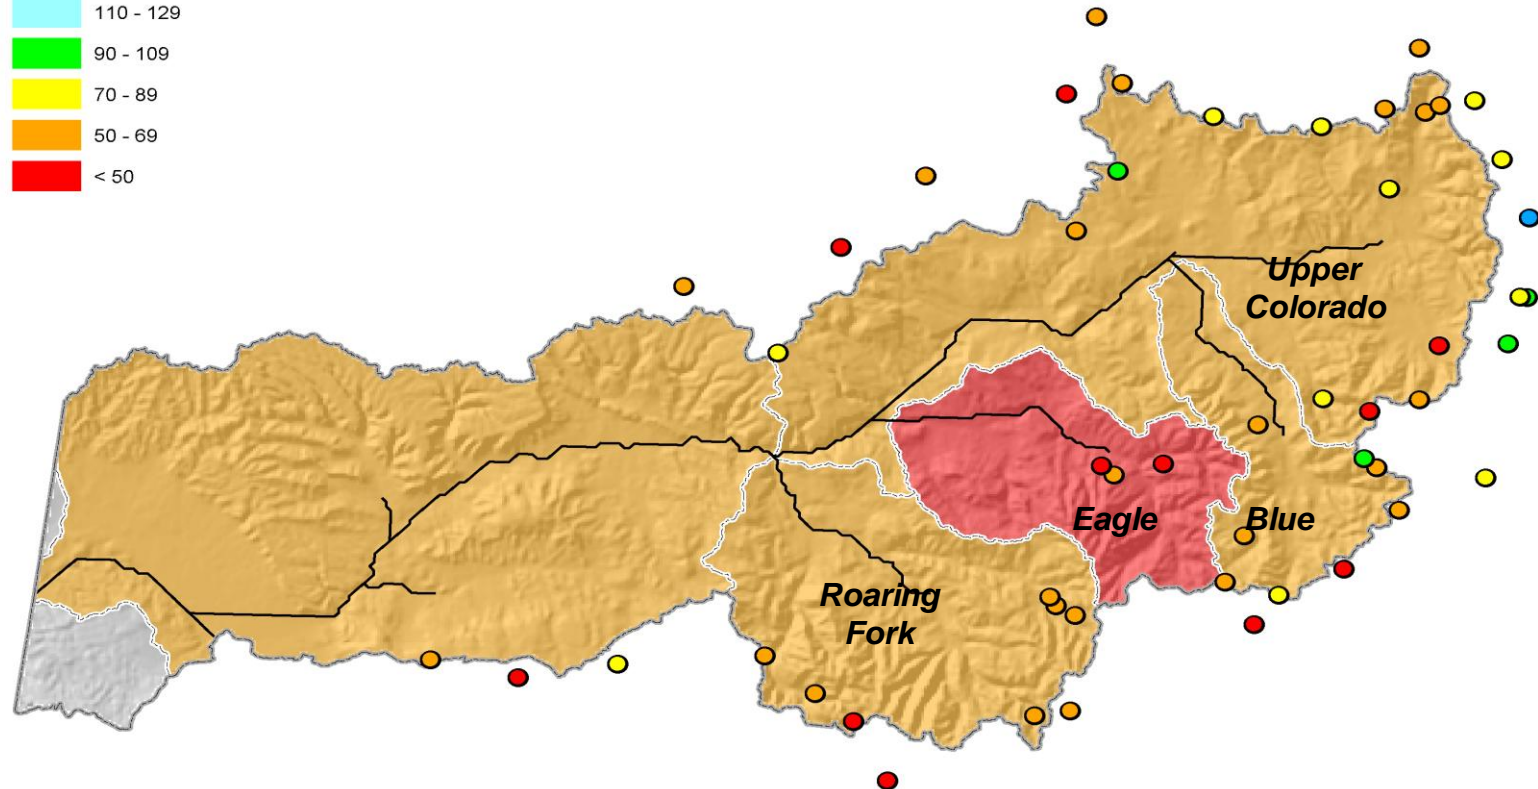 110 - 129
90 - 109
70 - 89
50 - 69
< 50
Upper
Colorado
Eagle
Blue
Roaring
Fork